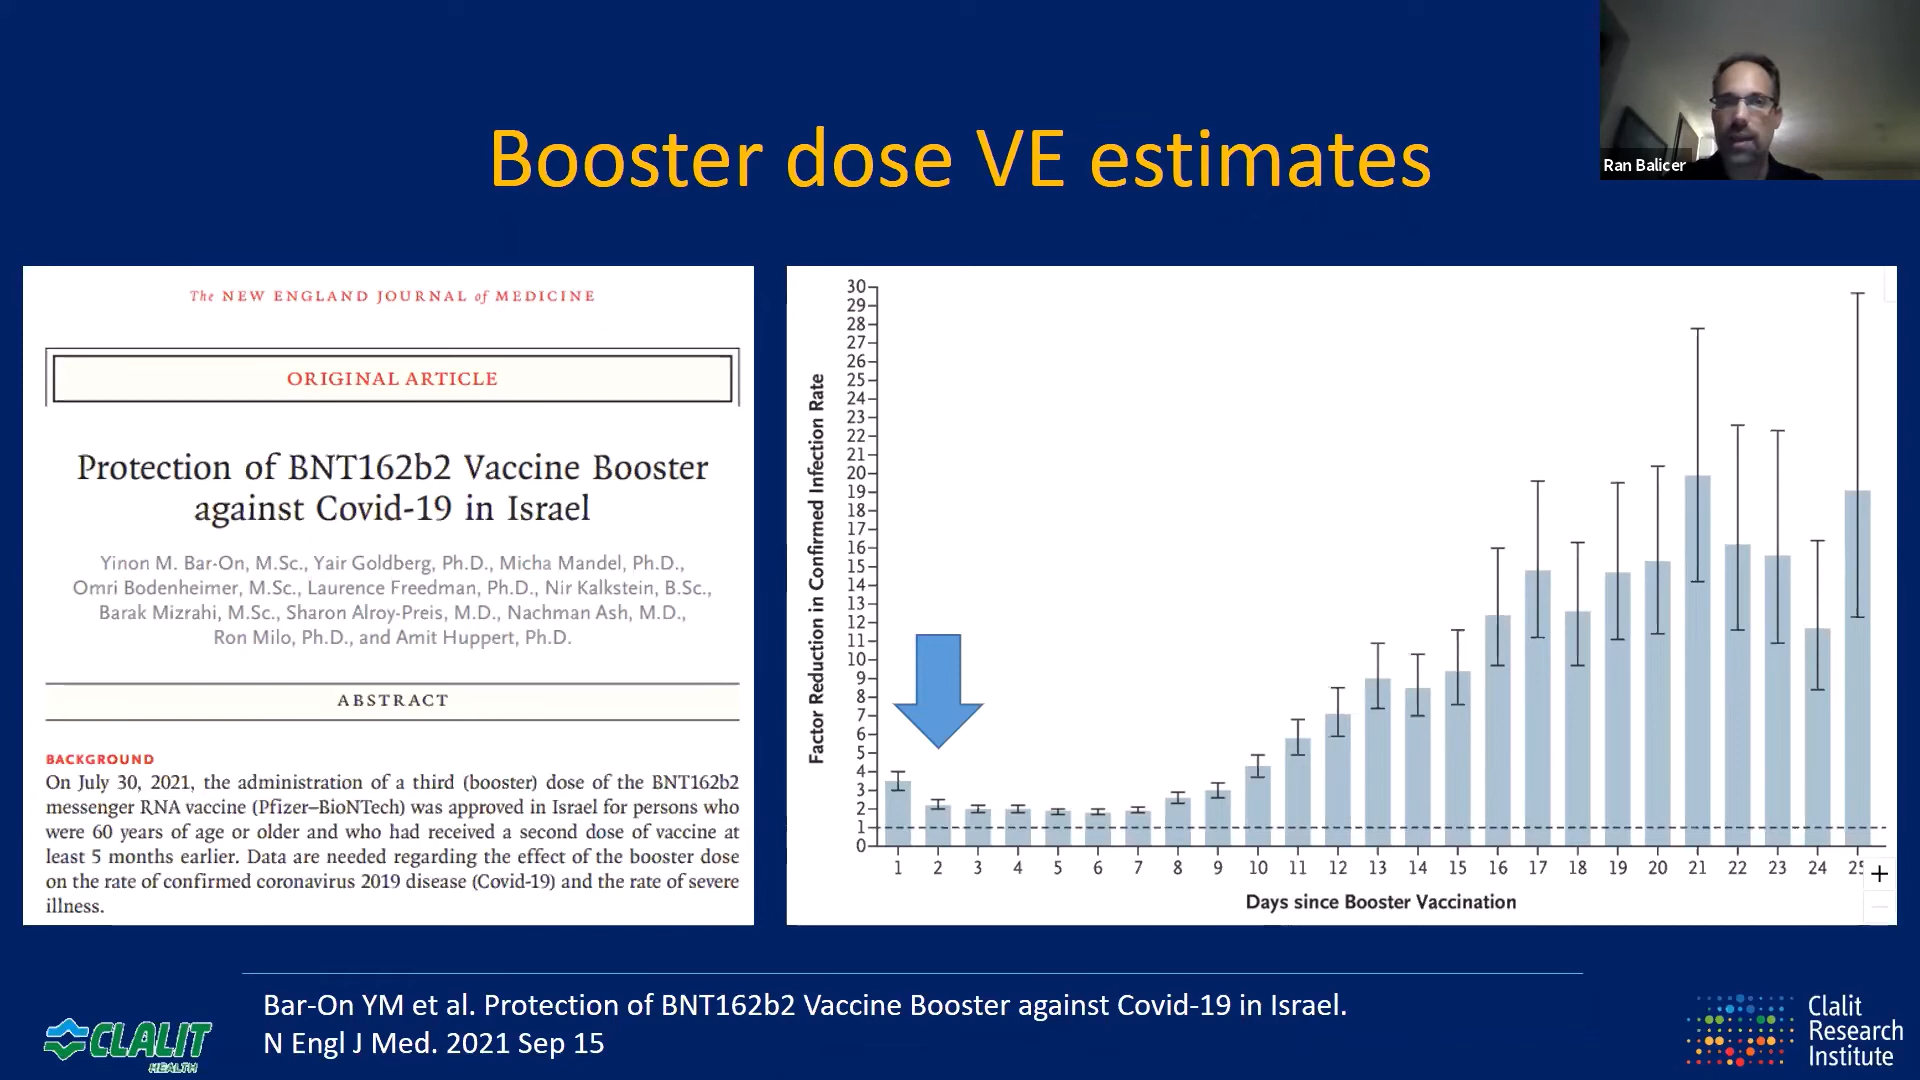 Booster dose VE estimates
Ran Balicer
The NEW ENGLAND JOURNAL of MEDICINE
ORIGINAL ARTICLE
Protection of BNT162b2 Vaccine Booster
against Covid-19 in Israel
Yinon M. Bar-On, M.Sc., Yair Goldberg, Ph.D., Micha Mandel, Ph.D.,
Omri Bodenheimer, M.Sc., Laurence Freedman, Ph.D., Nir Kalkstein, B.Sc.,
Barak Mizrahi, M.Sc., Sharon Alroy-Preis, M.D., Nachman Ash, M.D.,
Ron Milo, Ph.D., and Amit Huppert, Ph.D.
ABSTRACT
BACKGROUND
On July 30, 2021, the administration of a third (booster) dose of the BNT162b2
messenger RNA vaccine (Pfizer–BioNTech) was approved in Israel for persons who
were 60 years of age or older and who had received a second dose of vaccine at
least 5 months earlier. Data are needed regarding the effect of the booster dose
on the rate of confirmed coronavirus 2019 disease (Covid-19) and the rate of severe
illness.
Factor Reduction in Confirmed Infection Rate
30
29
28
27
26
25
24
23
22
21
20
19
18
17
16
15
14
13
12
11
10
9
8
7
6
5
4
3
2
1
0
1 2 3 4 5 6 7 8 9 10 11 12 13 14 15 16 17 18 19 20 21 22 23 24 25
+
Days since Booster Vaccination
Bar-On YM et al. Protection of BNT162b2 Vaccine Booster against Covid-19 in Israel.
N Engl J Med. 2021 Sep 15
CLALIT
HEALTH
Clalit
Research
Institute